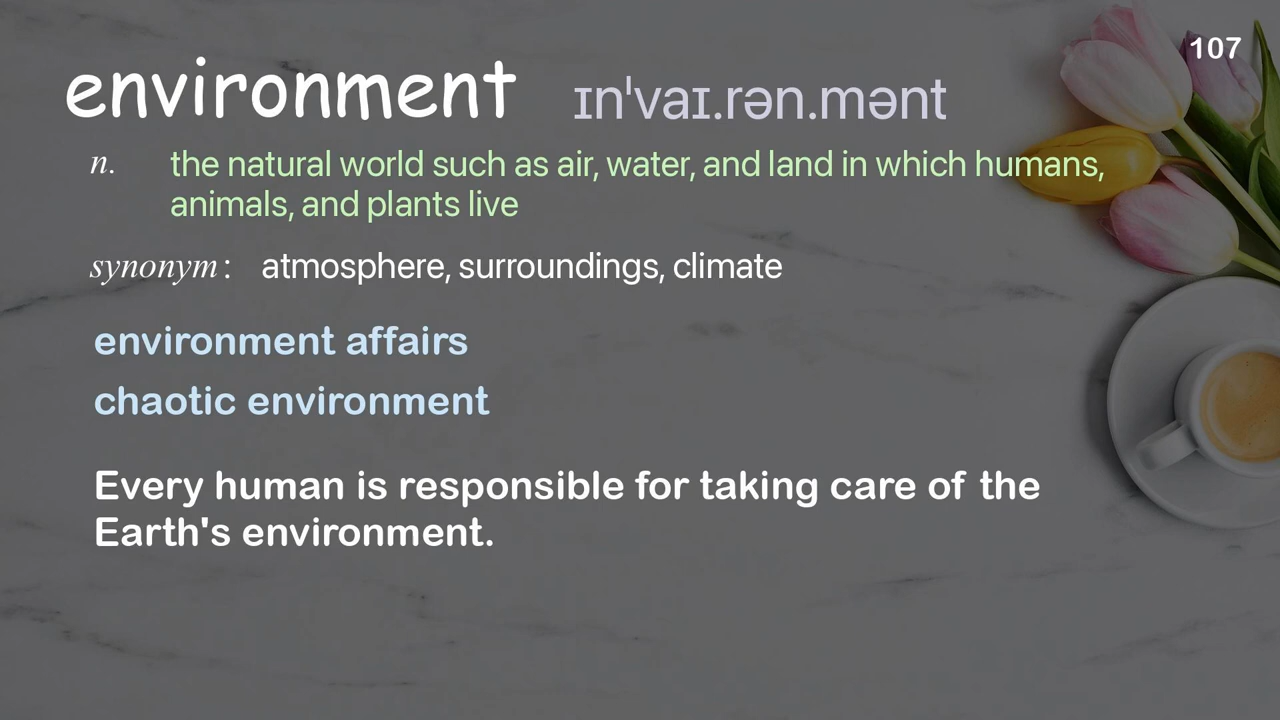 107
environment ɪnˈvaɪ.rən.mənt
n. the natural world such as air, water, and land in which humans,
animals, and plants live
synonym: atmosphere, surroundings, climate
environment affairs
chaotic environment
Every human is responsible for taking care of the
Earth's environment.